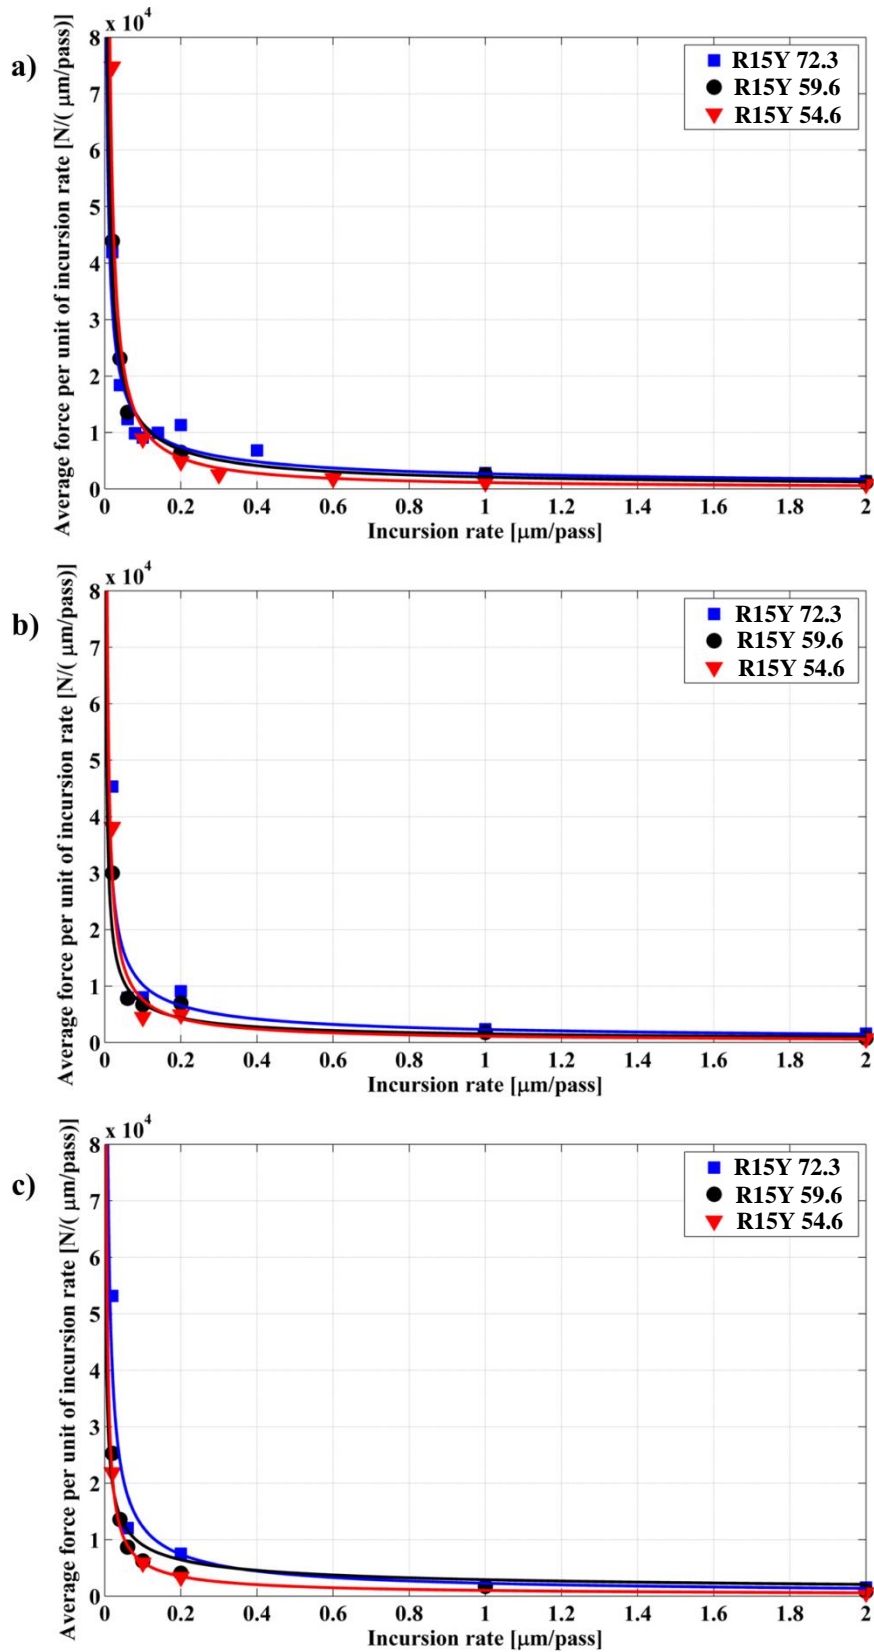 a)
x 10⁴
Average force per unit of incursion rate [N/( μm/pass)]
8
7
6
5
4
3
2
1
0
R15Y 72.3
R15Y 59.6
R15Y 54.6
0 0.2 0.4 0.6 0.8 1 1.2 1.4 1.6 1.8 2
Incursion rate [μm/pass]
b)
x 10⁴
Average force per unit of incursion rate [N/( μm/pass)]
8
7
6
5
4
3
2
1
0
R15Y 72.3
R15Y 59.6
R15Y 54.6
0 0.2 0.4 0.6 0.8 1 1.2 1.4 1.6 1.8 2
Incursion rate [μm/pass]
c)
x 10⁴
Average force per unit of incursion rate [N/( μm/pass)]
8
7
6
5
4
3
2
1
0
R15Y 72.3
R15Y 59.6
R15Y 54.6
0 0.2 0.4 0.6 0.8 1 1.2 1.4 1.6 1.8 2
Incursion rate [μm/pass]